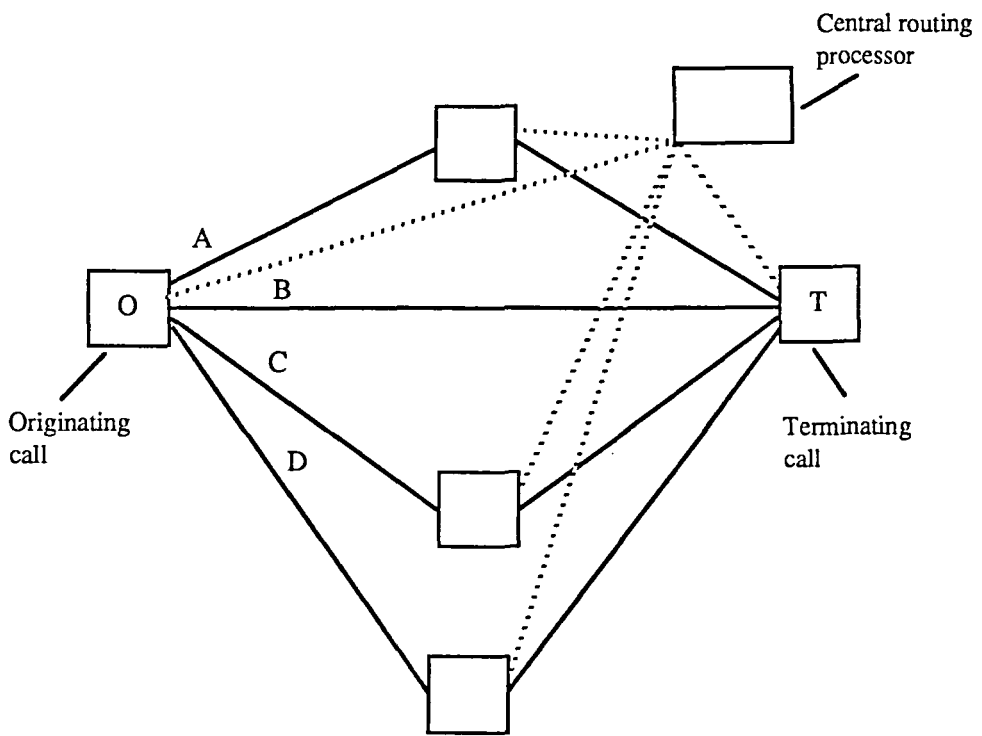 Central routing
processor
A
B
O
T
C
Originating
call
Terminating
call
D